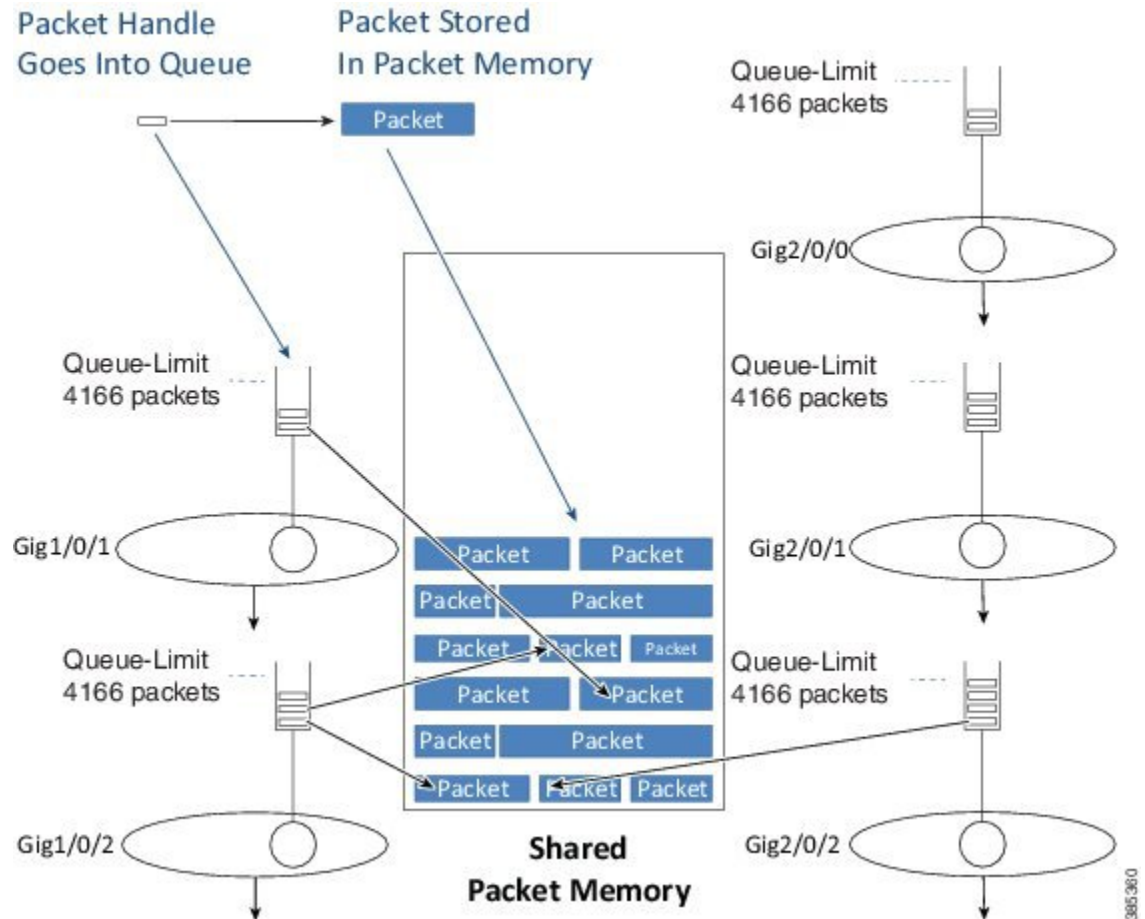 Packet Handle
Goes Into Queue
Packet Stored
In Packet Memory
Packet
Queue-Limit
4166 packets
Gig2/0/0
Queue-Limit
4166 packets
Queue-Limit
4166 packets
Gig1/0/1
Gig2/0/1
Packet Packet
Packet Packet
Packet Packet Packet
Packet Packet
Packet Packet
Packet Packet Packet
Queue-Limit
4166 packets
Queue-Limit
4166 packets
Gig1/0/2
Gig2/0/2
Shared
Packet Memory
385360